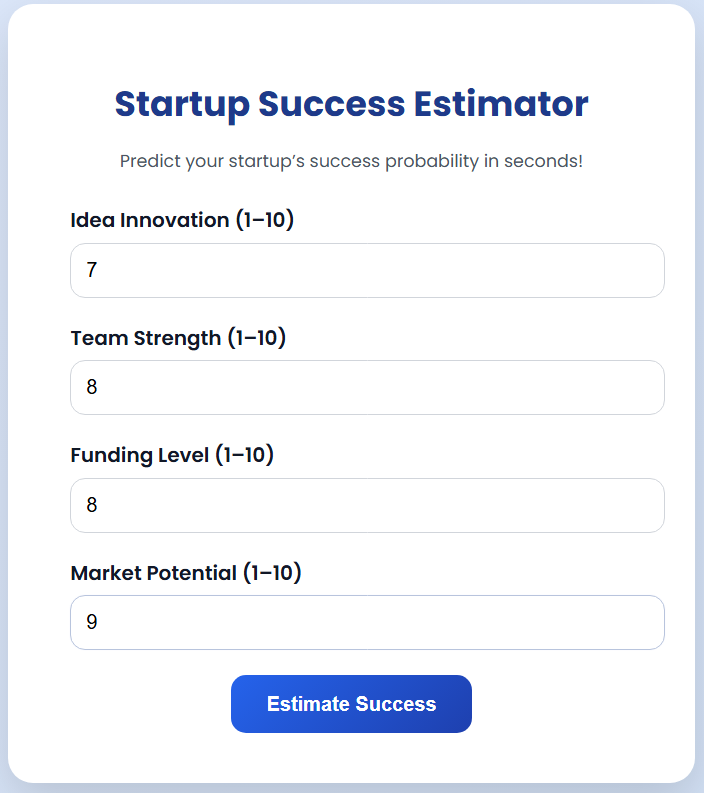 Startup Success Estimator
Predict your startup’s success probability in seconds!
Idea Innovation (1–10)
7
Team Strength (1–10)
8
Funding Level (1–10)
8
Market Potential (1–10)
9
Estimate Success